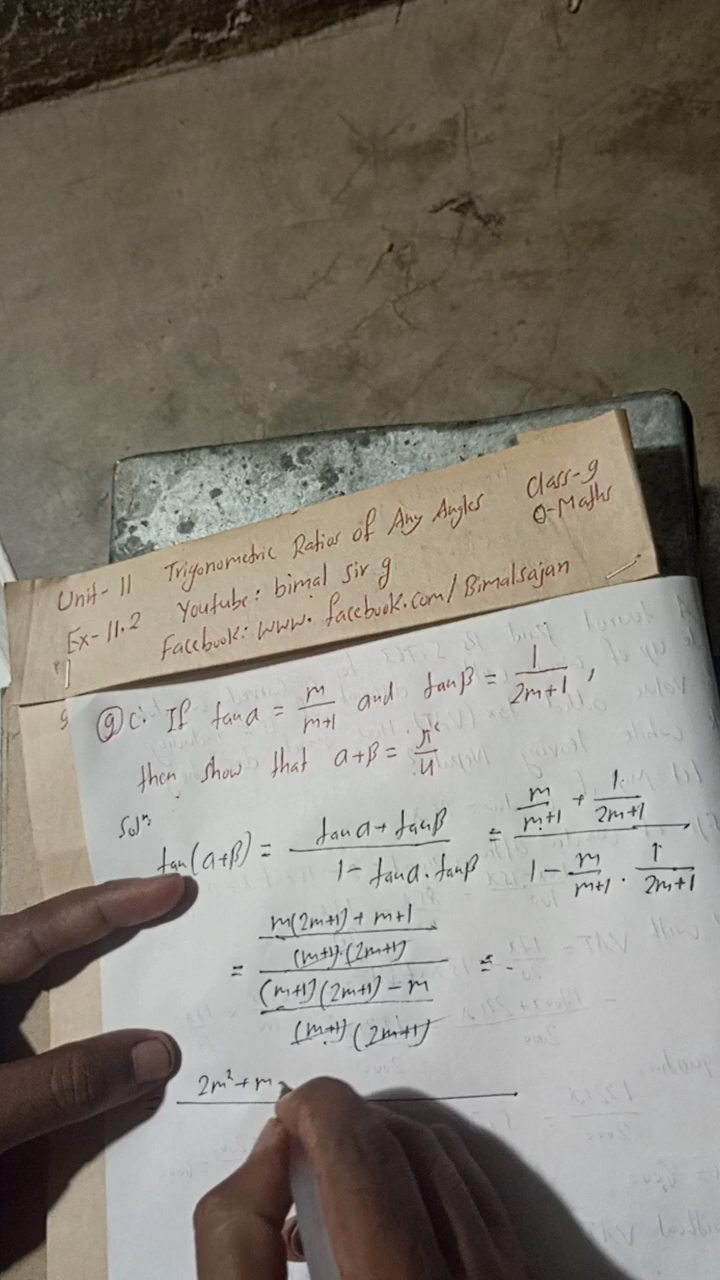 Unit-11 Trigonometric Ratios of Any Angles Class-9
Ex-11.2 Youtube: bimal sir g O-Maths
Facebook: www.facebook.com/Bimalsajan
9 c. If tan α = m/m+1 and tan β = 1/2m+1,
then show that α+β = π^c/4
Solⁿ:
tan(α+β) = tan α + tan β / 1 - tan α . tan β = m/m+1 + 1/2m+1 / 1 - m/m+1 . 1/2m+1
= m(2m+1) + m+1 / (m+1).(2m+1) / (m+1)(2m+1) - m / (m+1)(2m+1) =
2m² + m